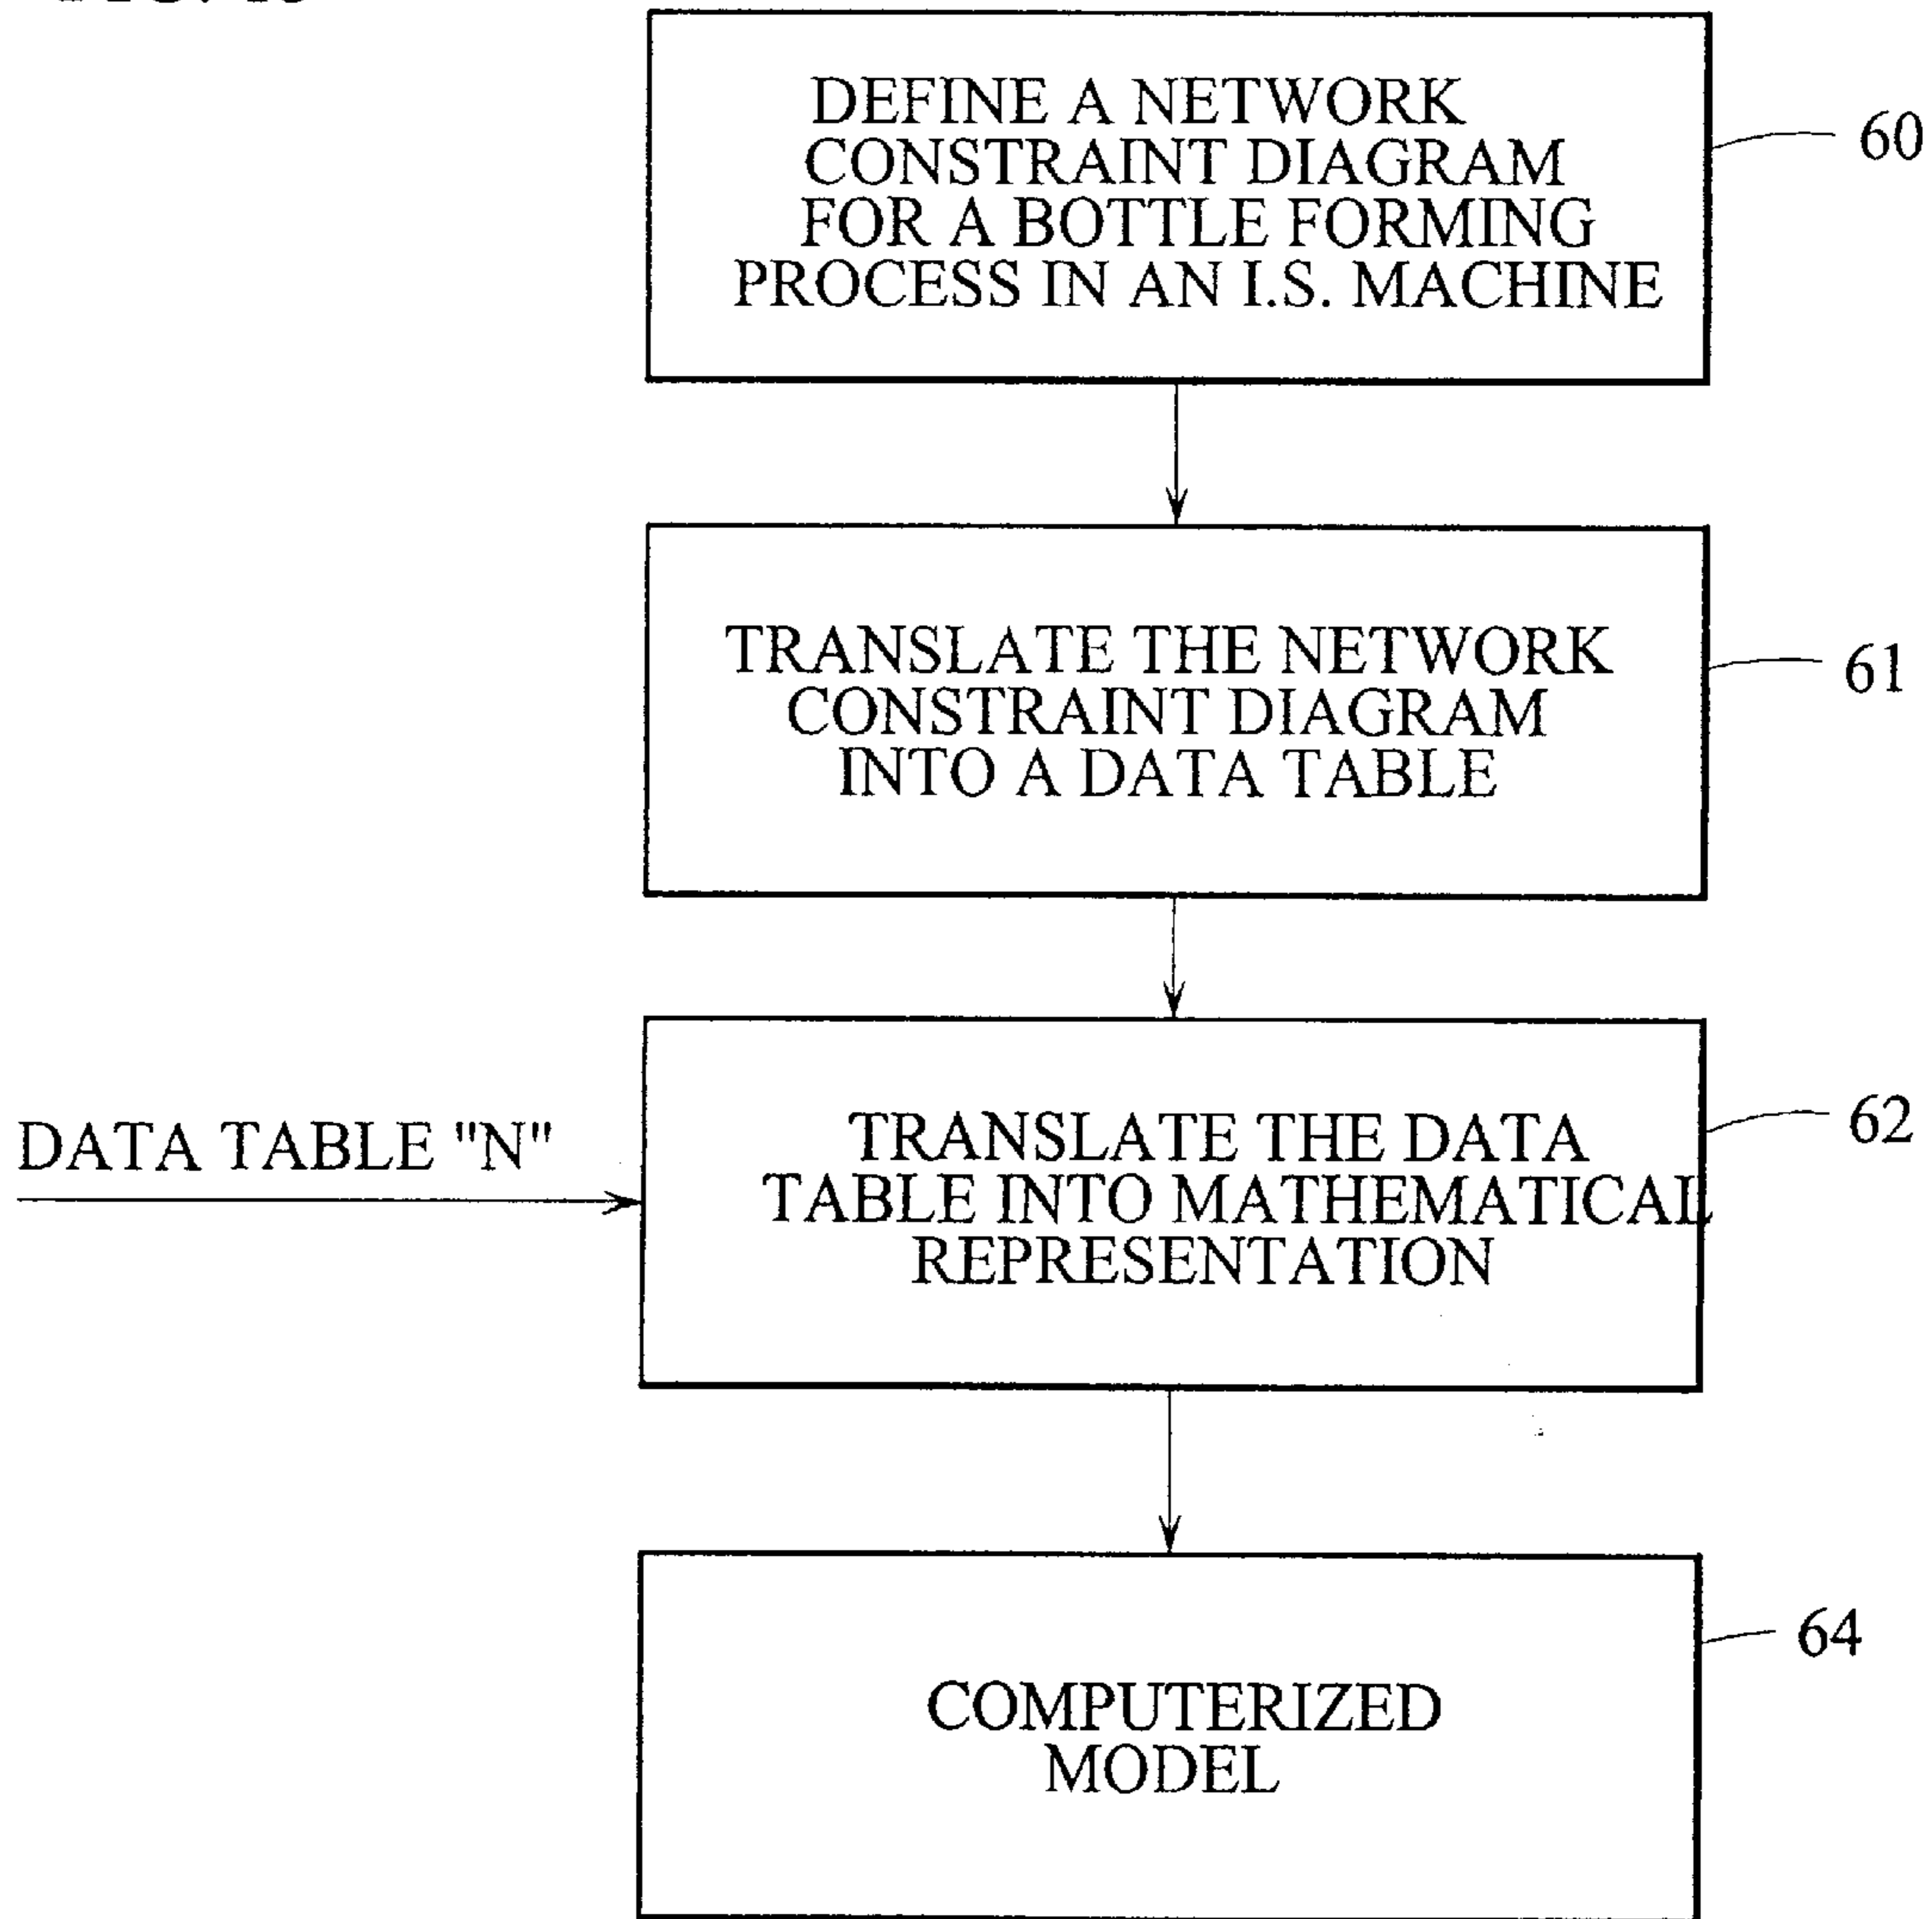 DEFINE A NETWORK
CONSTRAINT DIAGRAM
FOR A BOTTLE FORMING
PROCESS IN AN I.S. MACHINE
60
TRANSLATE THE NETWORK
CONSTRAINT DIAGRAM
INTO A DATA TABLE
61
DATA TABLE "N"
TRANSLATE THE DATA
TABLE INTO MATHEMATICAL
REPRESENTATION
62
COMPUTERIZED
MODEL
64